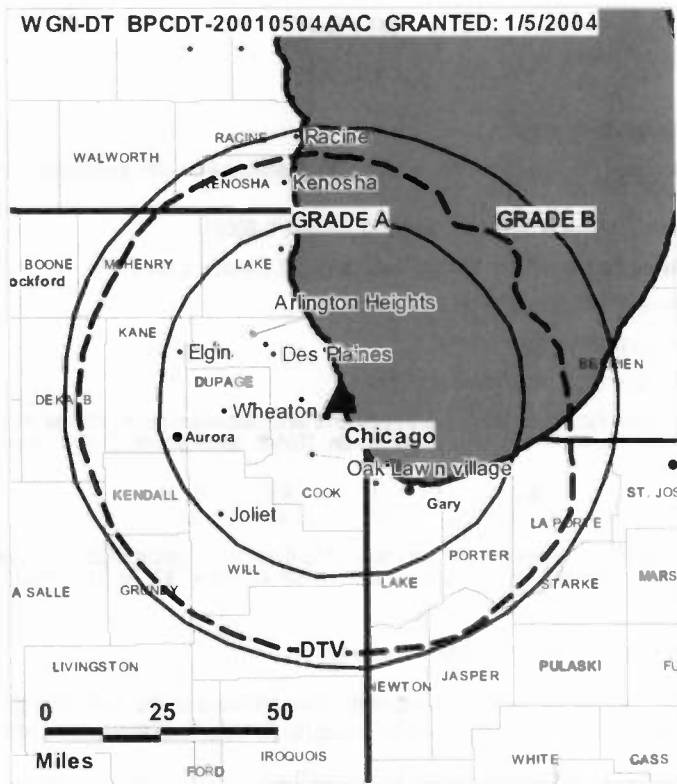 WGN-DT BPCDT-20010504AAC GRANTED: 1/5/2004
RACINE Racine
WALWORTH
KENOSHA Kenosha
GRADE A GRADE B
BOONE MCHENRY LAKE
ockford
Arlington Heights
KANE
Elgin Des Plaines
BERRIEN
DUPAGE
DEKALB Wheaton
Aurora Chicago
Oak Lawn village
KENDALL COOK Gary ST. JOS
Joliet LA PORTE
WILL PORTER
LAKE STARKE MARS
A SALLE GRUNDY
DTV
LIVINGSTON JASPER PULASKI FU
NEWTON
0 25 50
Miles IROQUOIS WHITE CASS
FORD